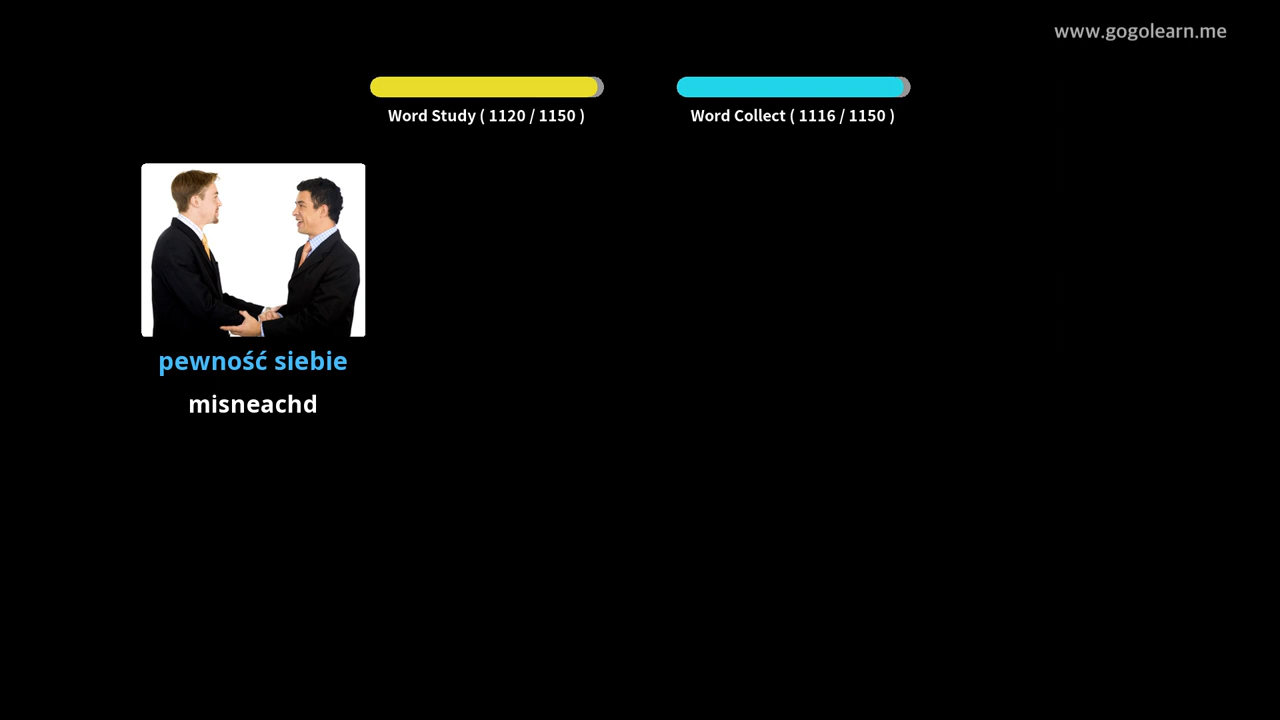 www.gogolearn.me
Word Study ( 1120 / 1150 )
Word Collect ( 1116 / 1150 )
pewność siebie
misneachd